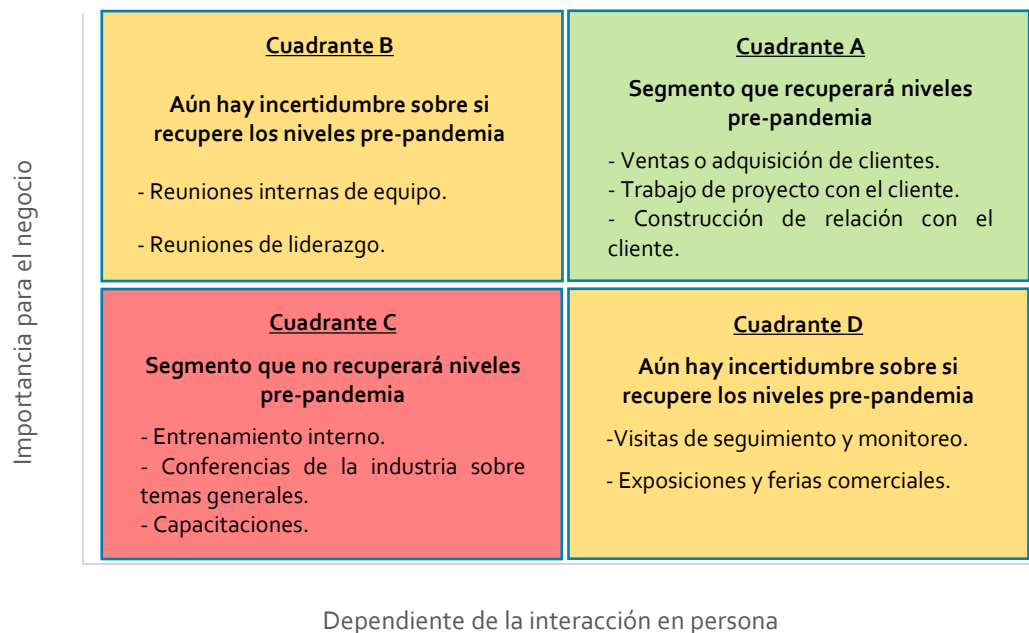 Importancia para el negocio
Cuadrante B
Aún hay incertidumbre sobre si
recupere los niveles pre-pandemia
- Reuniones internas de equipo.
- Reuniones de liderazgo.
Cuadrante A
Segmento que recuperará niveles
pre-pandemia
- Ventas o adquisición de clientes.
- Trabajo de proyecto con el cliente.
- Construcción de relación con el
cliente.
Cuadrante C
Segmento que no recuperará niveles
pre-pandemia
- Entrenamiento interno.
- Conferencias de la industria sobre
temas generales.
- Capacitaciones.
Cuadrante D
Aún hay incertidumbre sobre si
recupere los niveles pre-pandemia
-Visitas de seguimiento y monitoreo.
- Exposiciones y ferias comerciales.
Dependiente de la interacción en persona